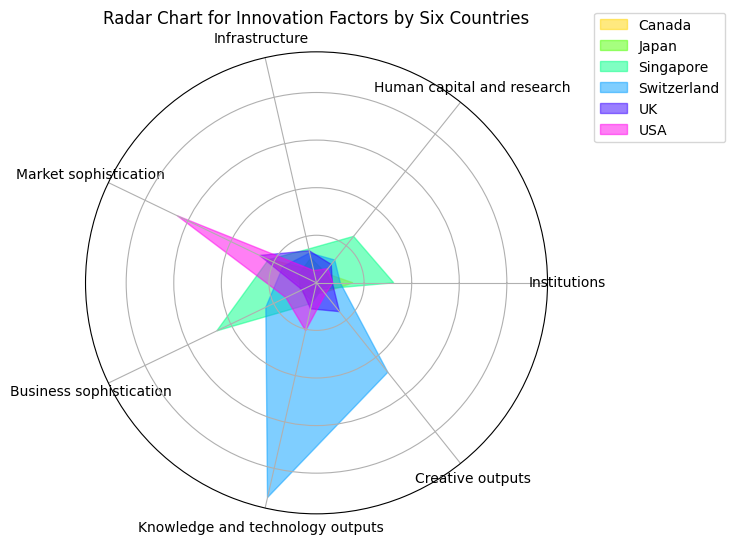 Radar Chart for Innovation Factors by Six Countries
Canada
Japan
Singapore
Switzerland
UK
USA
Infrastructure
Human capital and research
Market sophistication
Institutions
Business sophistication
Creative outputs
Knowledge and technology outputs